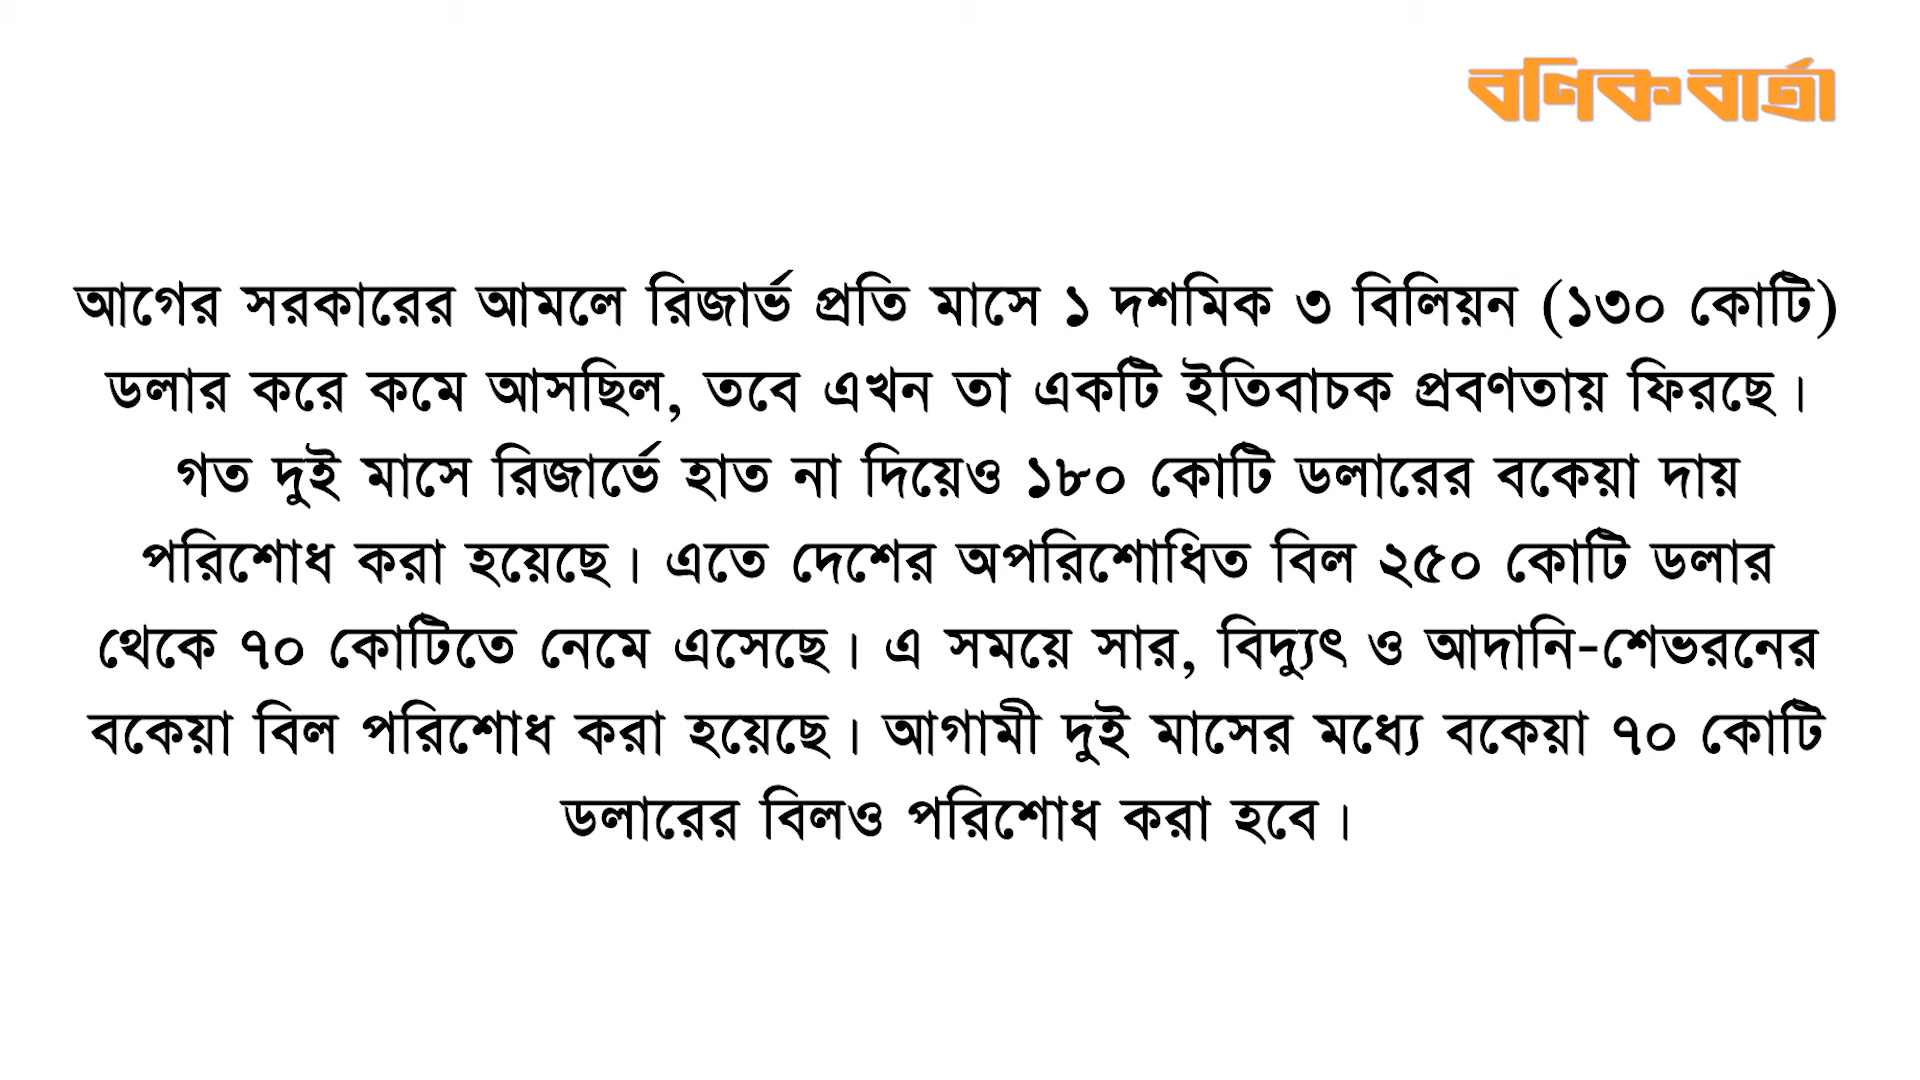 বণিক বার্তা
আগের সরকারের আমলে রিজার্ভ প্রতি মাসে ১ দশমিক ৩ বিলিয়ন (১৩০ কোটি)
ডলার করে কমে আসছিল, তবে এখন তা একটি ইতিবাচক প্রবণতায় ফিরছে।
গত দুই মাসে রিজার্ভে হাত না দিয়েও ১৮০ কোটি ডলারের বকেয়া দায়
পরিশোধ করা হয়েছে। এতে দেশের অপরিশোধিত বিল ২৫০ কোটি ডলার
থেকে ৭০ কোটিতে নেমে এসেছে। এ সময়ে সার, বিদ্যুৎ ও আদানি-শেভরনের
বকেয়া বিল পরিশোধ করা হয়েছে। আগামী দুই মাসের মধ্যে বকেয়া ৭০ কোটি
ডলারের বিলও পরিশোধ করা হবে।